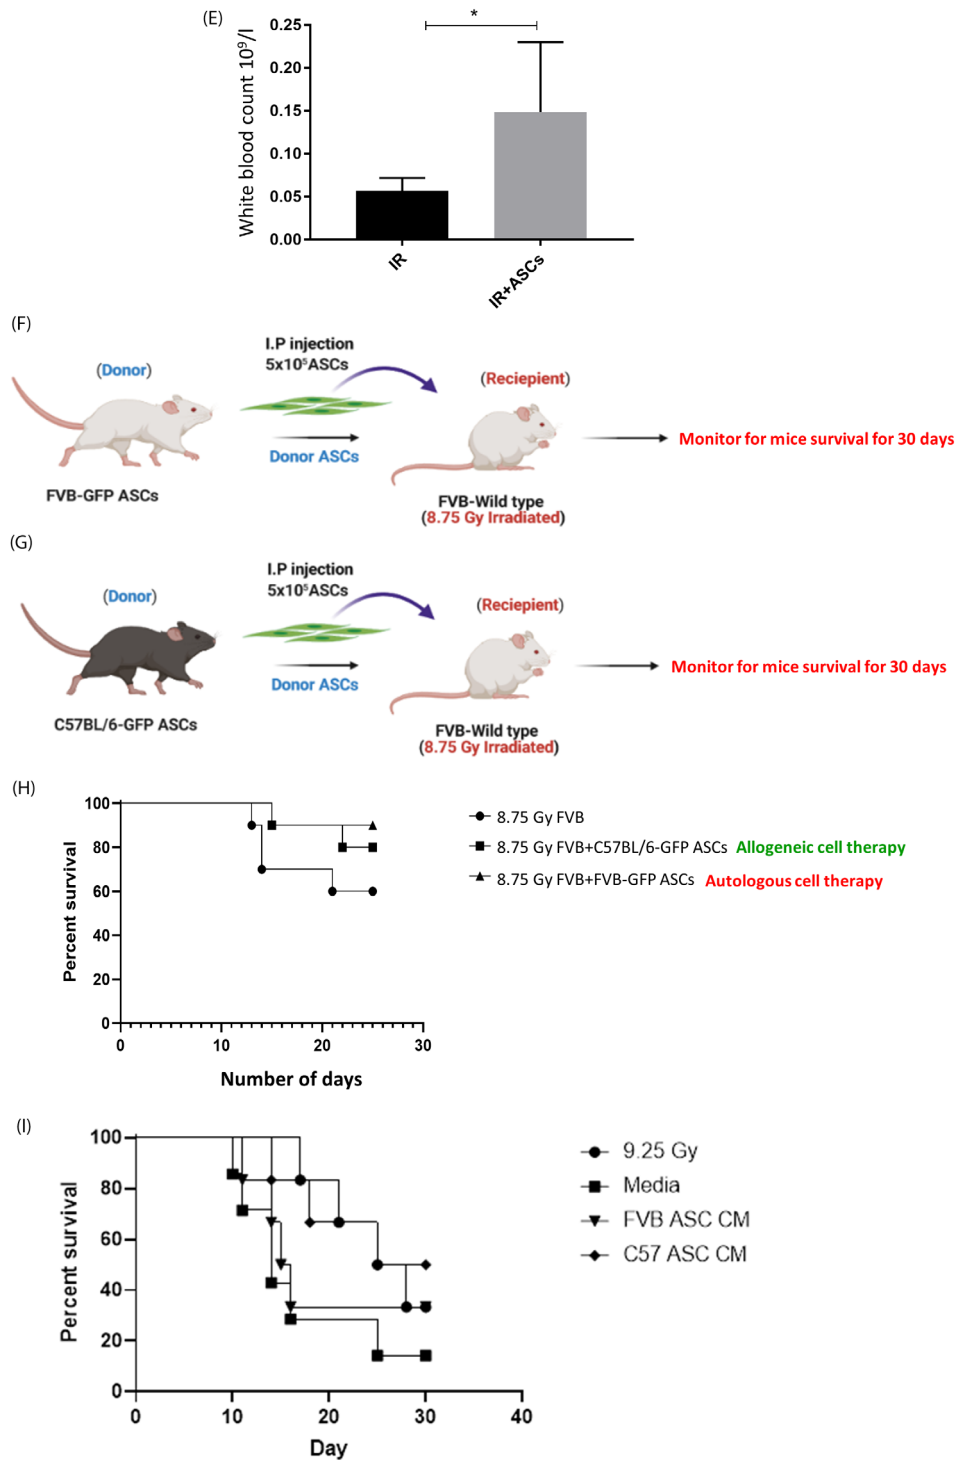 (E)
*
White blood count 10⁹/l
0.25
0.20
0.15
0.10
0.05
0.00
IR
IR+ASCs
(F)
I.P injection
5x10⁵ASCs
(Donor)
(Reciepient)
Donor ASCs
Monitor for mice survival for 30 days
FVB-GFP ASCs
FVB-Wild type
(8.75 Gy Irradiated)
(G)
I.P injection
5x10⁵ASCs
(Donor)
(Reciepient)
Donor ASCs
Monitor for mice survival for 30 days
C57BL/6-GFP ASCs
FVB-Wild type
(8.75 Gy Irradiated)
(H)
Percent survival
100
80
60
40
20
0
0 10 20 30
Number of days
8.75 Gy FVB
8.75 Gy FVB+C57BL/6-GFP ASCs Allogeneic cell therapy
8.75 Gy FVB+FVB-GFP ASCs Autologous cell therapy
(I)
Percent survival
100
80
60
40
20
0
0 10 20 30 40
Day
9.25 Gy
Media
FVB ASC CM
C57 ASC CM